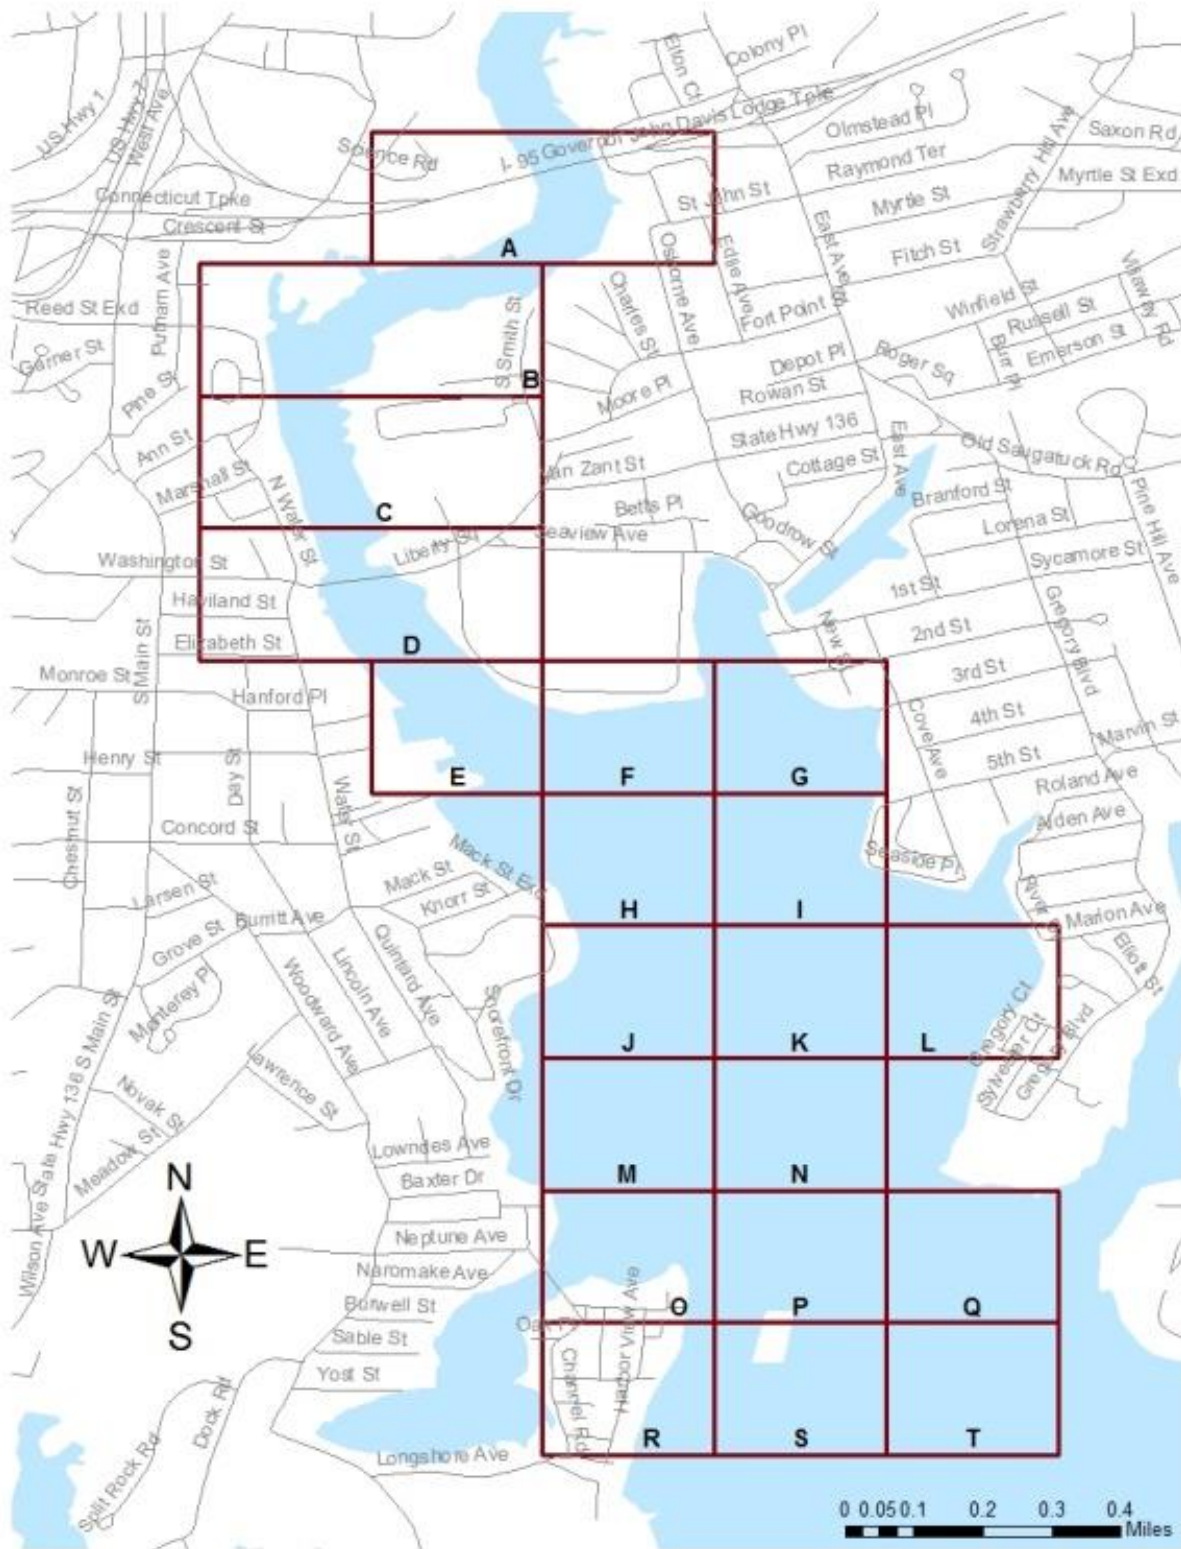 Elton Ct
Colony Pl
US Hwy 1
US Hwy 7
West Ave
Spence Rd
I- 95 Governor John Davis Lodge Tpke
Olmstead Pl
Strawberry Hill Ave
Saxon Rd
Raymond Ter
Myrtle St Exd
Connecticut Tpke
St John St
Myrtle St
Crescent St
A
Osborne Ave
Edlie Ave
East Ave
Fitch St
Putnam Ave
Reed St Exd
Charles St
Fort Point
Winfield St
Villaway Rd
Garner St
S Smith St
Russell St
Depot Pl
Roger Sq
Burr Pl
Emerson St
B
Pine St
Moore Pl
Rowan St
Ann St
State Hwy 136
East Ave
Old Saugatuck Rd
Marshall St
N Water St
Van Zant St
Cottage St
Branford St
Pine Hill Ave
C
Betts Pl
Goodrow St
Lorena St
Washington St
Liberty Sq
Seaview Ave
Sycamore St
Haviland St
1st St
Gregory Blvd
Elizabeth St
D
New St
2nd St
S Main St
Monroe St
3rd St
Hanford Pl
Cove Ave
4th St
Marvin St
Henry St
Day St
5th St
E
F
G
Roland Ave
Water St
Chestnut St
Concord St
Alden Ave
Mack St Exd
Seaside Pl
Larsen St
Mack St
Knorr St
River
H
I
Marion Ave
Burritt Ave
Grove St
Quintard Ave
Lincoln Ave
Elliott St
Woodward Ave
Monterey Pl
Shorefront Dr
Gregory Ct
J
K
L
Sylvester Ct
Gregory Blvd
Lawrence St
Novak St
Wilson Ave State Hwy 136 S Main St
Meadow St
Lowndes Ave
Baxter Dr
M
N
N
W
E
S
Neptune Ave
Naromake Ave
Burwell St
O
P
Q
Oak Pl
Harbor View Ave
Sable St
Channel Rd
Yost St
Dock Rd
R
S
T
Split Rock Rd
Longshore Ave
0 0.05 0.1 0.2 0.3 0.4
Miles